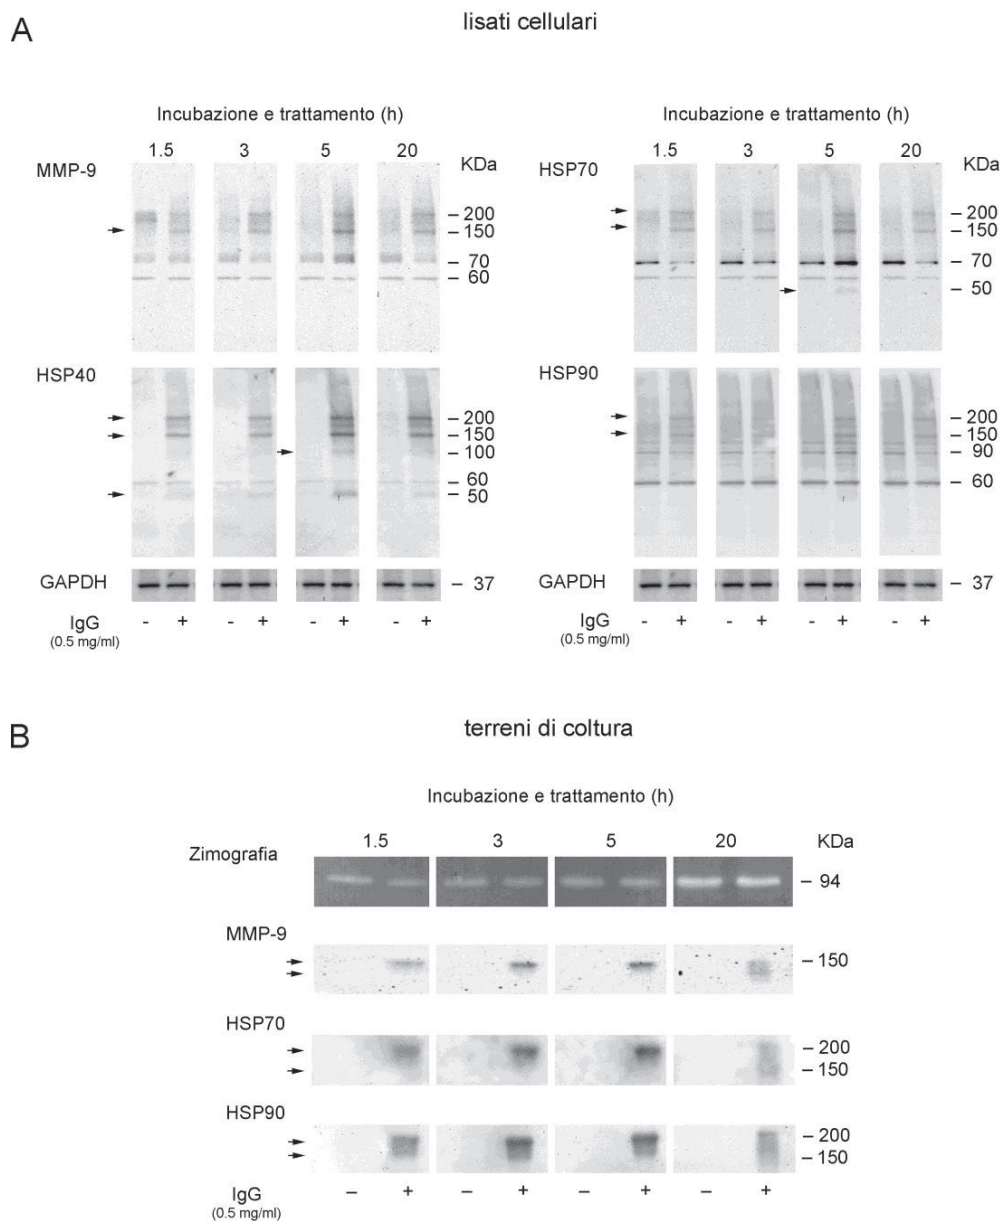 A
lisati cellulari
Incubazione e trattamento (h)
1.5 3 5 20
MMP-9
KDa
– 200
– 150
– 70
– 60
HSP40
– 200
– 150
– 100
– 60
– 50
GAPDH
– 37
IgG - + - + - + - +
(0.5 mg/ml)
Incubazione e trattamento (h)
1.5 3 5 20
HSP70
KDa
– 200
– 150
– 70
– 50
HSP90
– 200
– 150
– 90
– 60
GAPDH
– 37
IgG - + - + - + - +
(0.5 mg/ml)
B
terreni di coltura
Incubazione e trattamento (h)
1.5 3 5 20 KDa
Zimografia
– 94
MMP-9
– 150
HSP70
– 200
– 150
HSP90
– 200
– 150
IgG – + – + – + – +
(0.5 mg/ml)